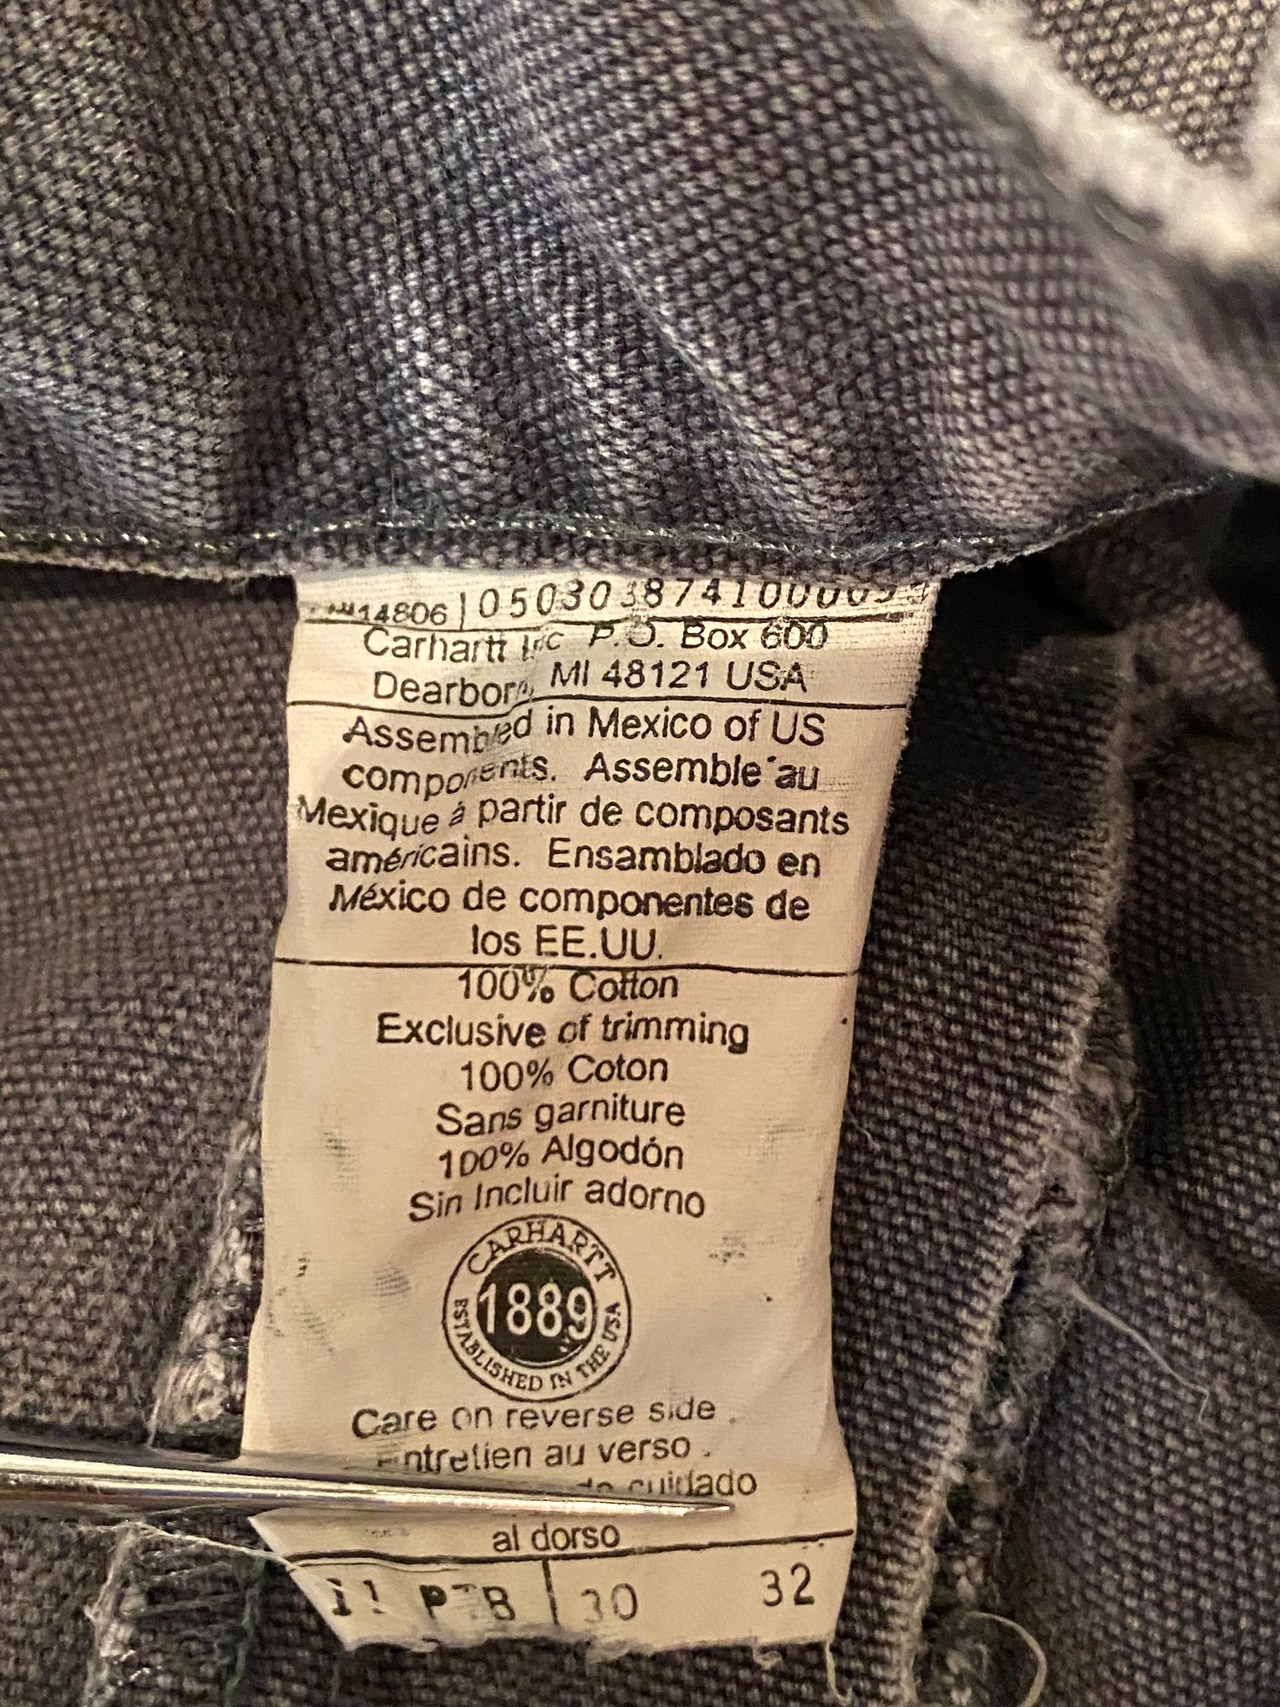 14806 | 05030387410000
Carhartt Inc P.O. Box 600
Dearborn, MI 48121 USA
Assembled in Mexico of US
components. Assemble au
Mexique á partir de composants
américains. Ensamblado en
México de componentes de
los EE.UU.
100% Cotton
Exclusive of trimming
100% Coton
Sans garniture
100% Algodón
Sin Incluir adorno
CARHARTT
1889
ESTABLISHED IN THE USA
Care on reverse side .
Entretien au verso .
de cuidado
al dorso
30 32